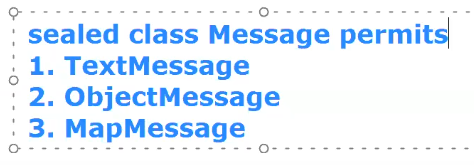 sealed class Message permits
1. TextMessage
2. ObjectMessage
3. MapMessage